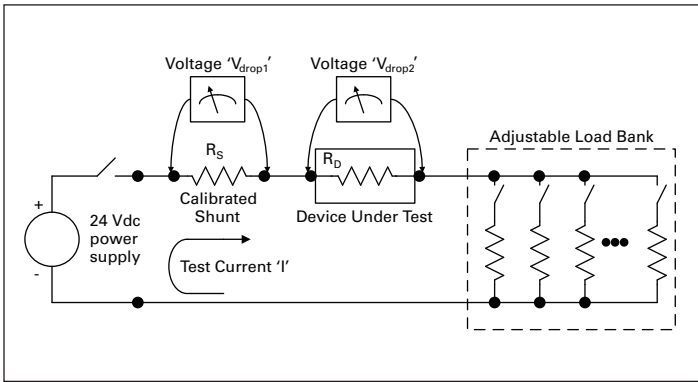 Voltage ‘Vdrop1’
Voltage ‘Vdrop2’
Adjustable Load Bank
RS
RD
Calibrated
Shunt
Device Under Test
+
24 Vdc
power
supply
-
Test Current ‘I’